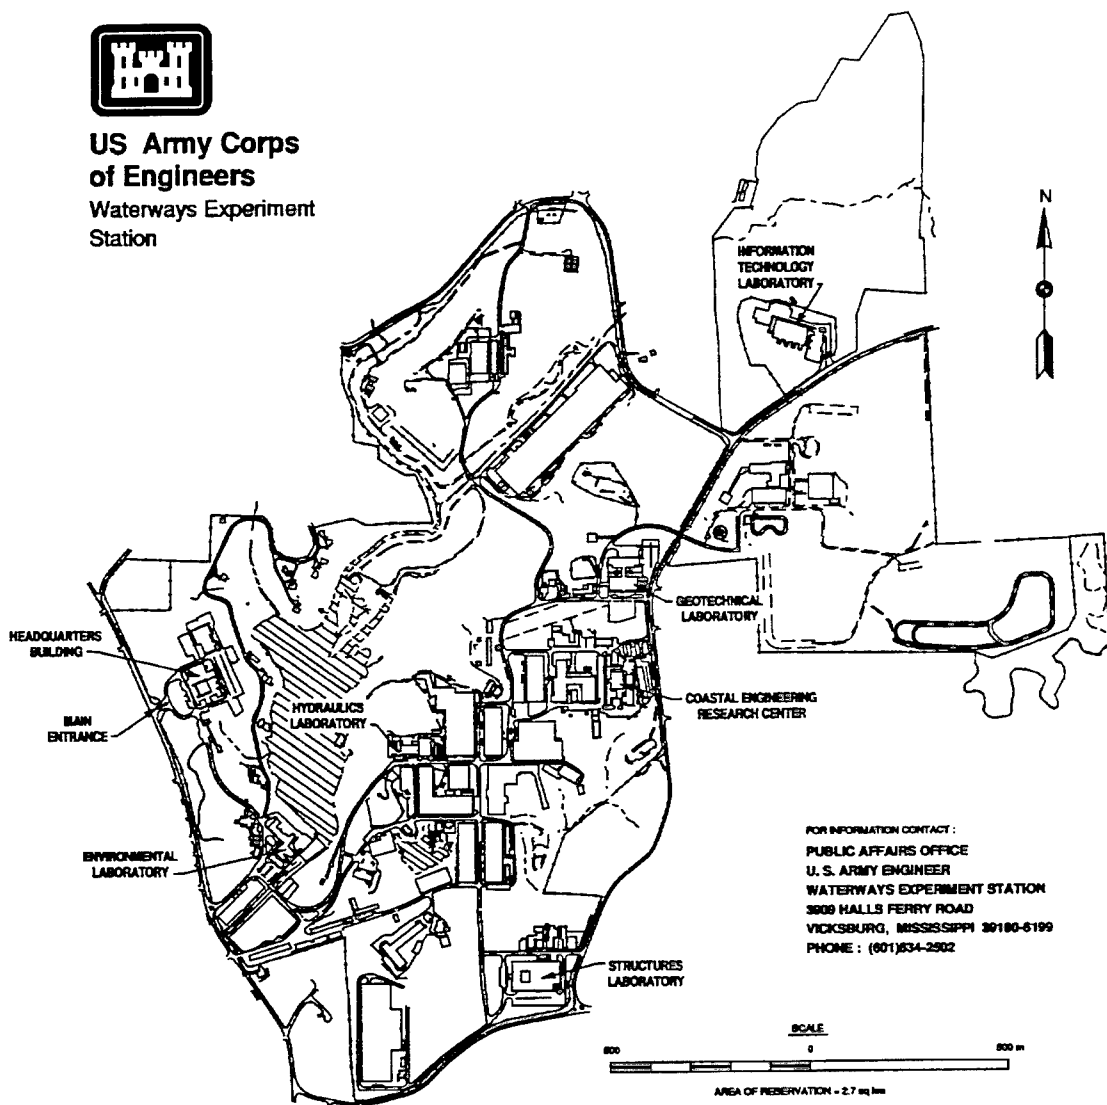 US Army Corps
of Engineers
Waterways Experiment
Station
N
INFORMATION
TECHNOLOGY
LABORATORY
GEOTECHNICAL
LABORATORY
HEADQUARTERS
BUILDING
MAIN
ENTRANCE
HYDRAULICS
LABORATORY
COASTAL ENGINEERING
RESEARCH CENTER
ENVIRONMENTAL
LABORATORY
STRUCTURES
LABORATORY
FOR INFORMATION CONTACT :
PUBLIC AFFAIRS OFFICE
U. S. ARMY ENGINEER
WATERWAYS EXPERIMENT STATION
3909 HALLS FERRY ROAD
VICKSBURG, MISSISSIPPI 39180-6199
PHONE : (601)634-2502
SCALE
500 0 500 m
AREA OF RESERVATION = 2.7 sq km